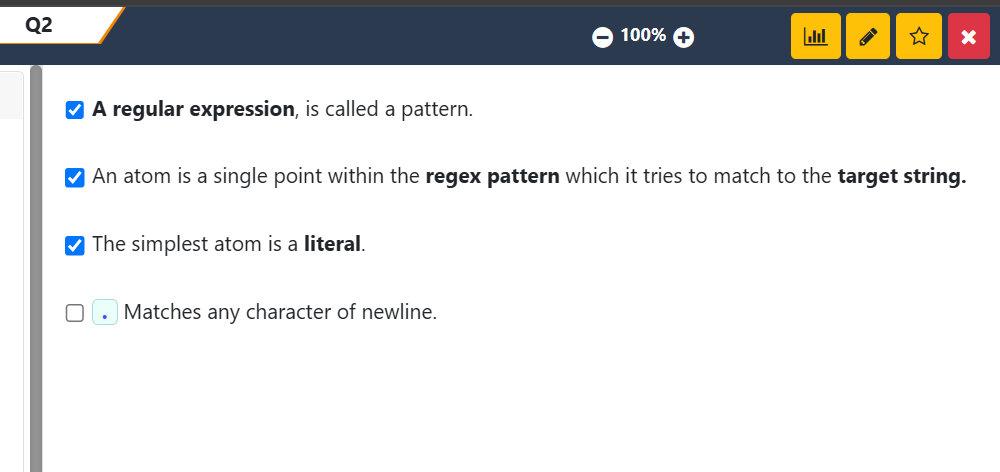 Q2
100%
A regular expression, is called a pattern.
An atom is a single point within the regex pattern which it tries to match to the target string.
The simplest atom is a literal.
. Matches any character of newline.